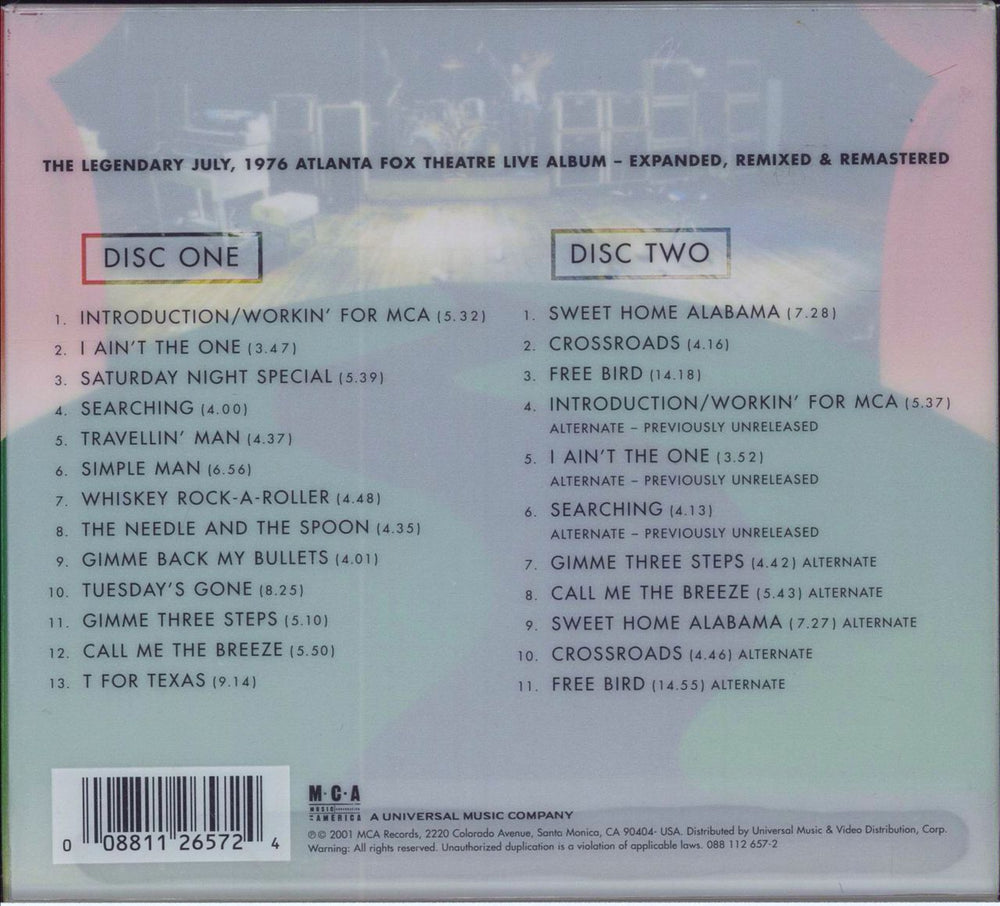 THE LEGENDARY JULY, 1976 ATLANTA FOX THEATRE LIVE ALBUM – EXPANDED, REMIXED & REMASTERED
DISC ONE
1. INTRODUCTION/WORKIN' FOR MCA (5.32)
2. I AIN'T THE ONE (3.47)
3. SATURDAY NIGHT SPECIAL (5.39)
4. SEARCHING (4.00)
5. TRAVELLIN' MAN (4.37)
6. SIMPLE MAN (6.56)
7. WHISKEY ROCK-A-ROLLER (4.48)
8. THE NEEDLE AND THE SPOON (4.35)
9. GIMME BACK MY BULLETS (4.01)
10. TUESDAY'S GONE (8.25)
11. GIMME THREE STEPS (5.10)
12. CALL ME THE BREEZE (5.50)
13. T FOR TEXAS (9.14)
DISC TWO
1. SWEET HOME ALABAMA (7.28)
2. CROSSROADS (4.16)
3. FREE BIRD (14.18)
4. INTRODUCTION/WORKIN' FOR MCA (5.37)
ALTERNATE – PREVIOUSLY UNRELEASED
5. I AIN'T THE ONE (3.52)
ALTERNATE – PREVIOUSLY UNRELEASED
6. SEARCHING (4.13)
ALTERNATE – PREVIOUSLY UNRELEASED
7. GIMME THREE STEPS (4.42) ALTERNATE
8. CALL ME THE BREEZE (5.43) ALTERNATE
9. SWEET HOME ALABAMA (7.27) ALTERNATE
10. CROSSROADS (4.46) ALTERNATE
11. FREE BIRD (14.55) ALTERNATE
0 08811 26572 4
M·C·A
MUSIC CORPORATION
OF AMERICA
A UNIVERSAL MUSIC COMPANY
℗© 2001 MCA Records, 2220 Colorado Avenue, Santa Monica, CA 90404- USA. Distributed by Universal Music & Video Distribution, Corp.
Warning: All rights reserved. Unauthorized duplication is a violation of applicable laws. 088 112 657-2